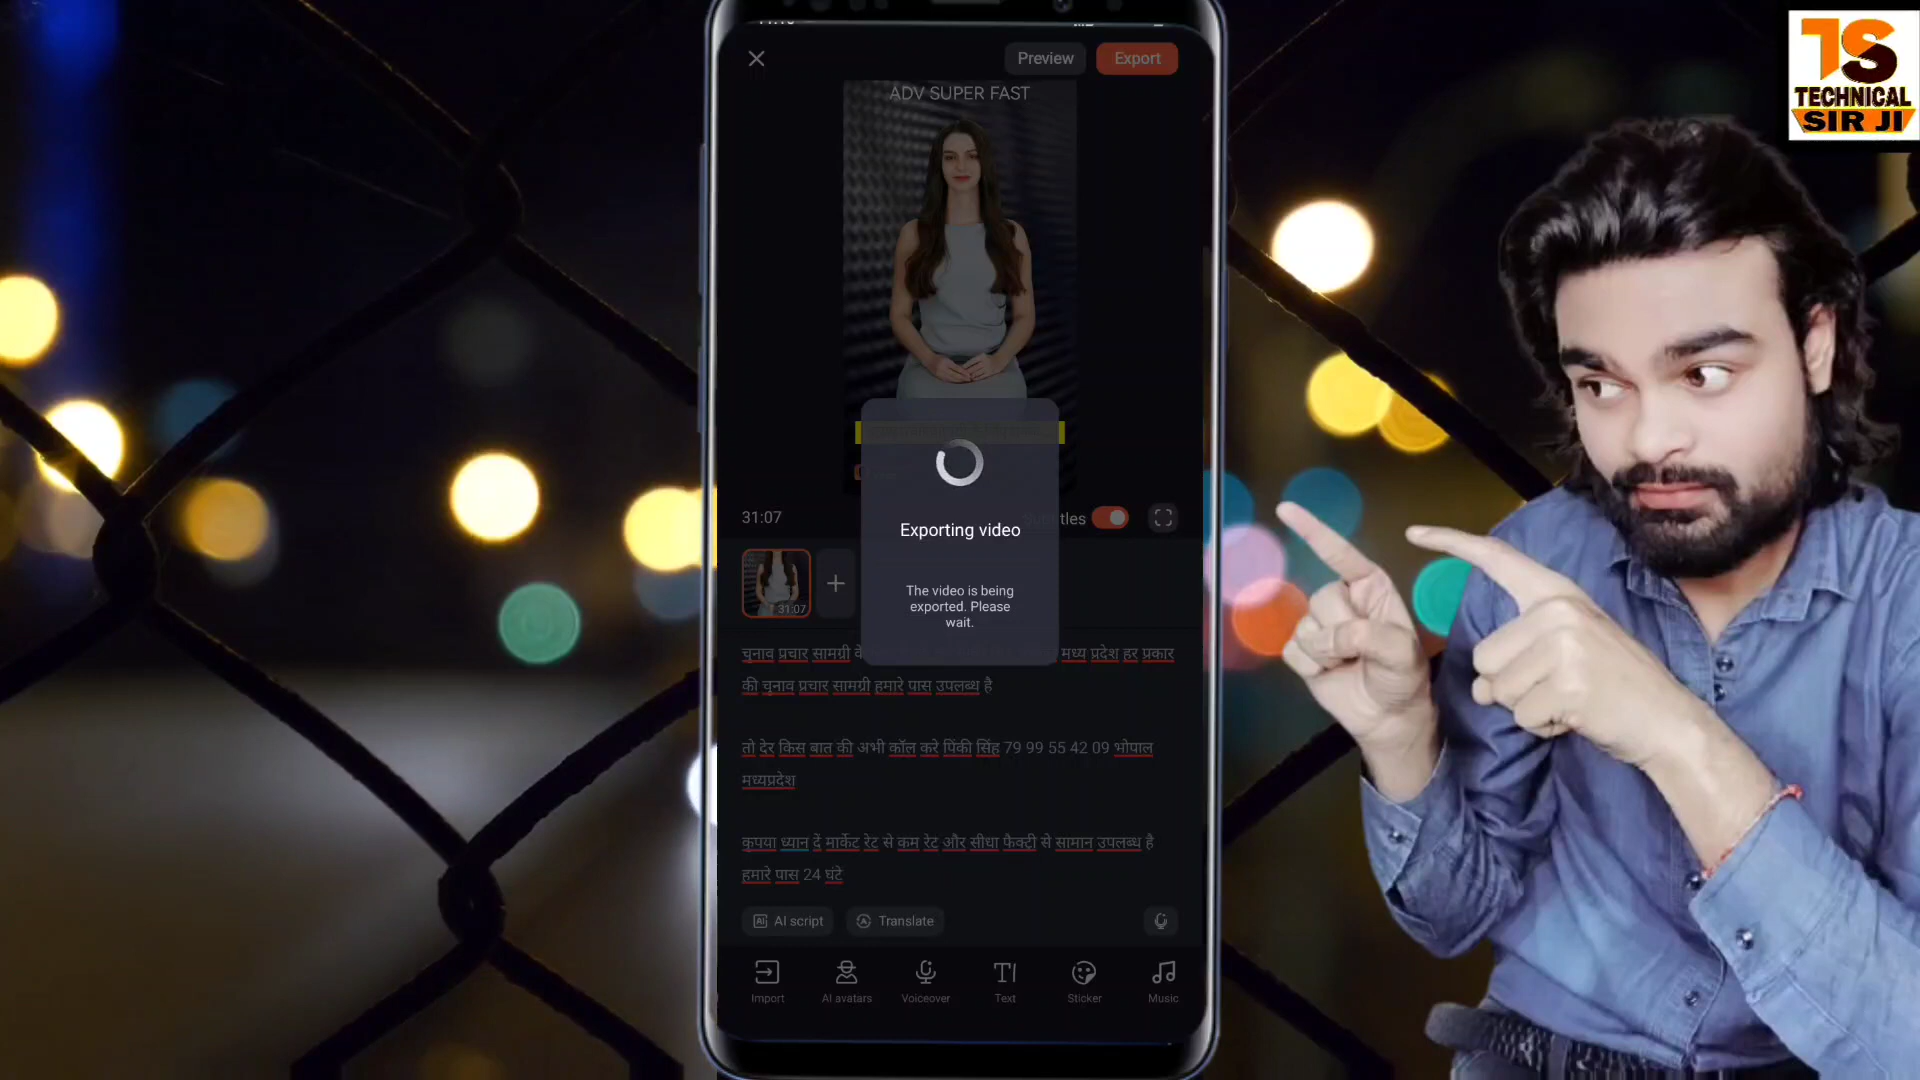 Preview
Export
TS
TECHNICAL
SIR JI
ADV SUPER FAST
31:07
tles
Exporting video
The video is being
exported. Please
wait.
31:07
चुनाव प्रचार सामग्री के मध्य प्रदेश हर प्रकार
की चुनाव प्रचार सामग्री हमारे पास उपलब्ध है
तो देर किस बात की अभी कॉल करे पिंकी सिंह 79 99 55 42 09 भोपाल
मध्यप्रदेश
कृपया ध्यान दें मार्केट रेट से कम रेट और सीधा फैक्ट्री से सामान उपलब्ध है
हमारे पास 24 घंटे
AI script
Translate
Import
AI avatars
Voiceover
Text
Sticker
Music